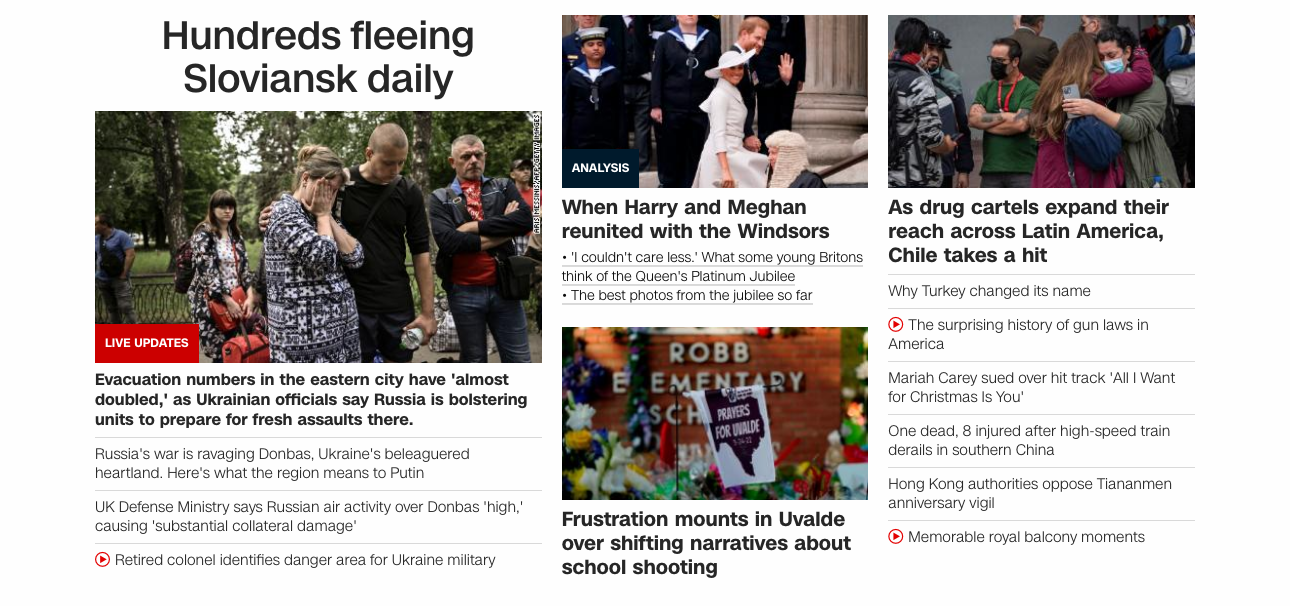 Hundreds fleeing
Sloviansk daily
ARIS MESSINIS/AFP/GETTY IMAGES
LIVE UPDATES
Evacuation numbers in the eastern city have 'almost
doubled,' as Ukrainian officials say Russia is bolstering
units to prepare for fresh assaults there.
Russia's war is ravaging Donbas, Ukraine's beleaguered
heartland. Here's what the region means to Putin
UK Defense Ministry says Russian air activity over Donbas 'high,'
causing 'substantial collateral damage'
Retired colonel identifies danger area for Ukraine military
ANALYSIS
When Harry and Meghan
reunited with the Windsors
• 'I couldn't care less.' What some young Britons
think of the Queen's Platinum Jubilee
• The best photos from the jubilee so far
ROBB
ELEMENTARY
SCH
PRAYERS
FOR UVALDE
5-24-22
Frustration mounts in Uvalde
over shifting narratives about
school shooting
As drug cartels expand their
reach across Latin America,
Chile takes a hit
Why Turkey changed its name
The surprising history of gun laws in
America
Mariah Carey sued over hit track 'All I Want
for Christmas Is You'
One dead, 8 injured after high-speed train
derails in southern China
Hong Kong authorities oppose Tiananmen
anniversary vigil
Memorable royal balcony moments